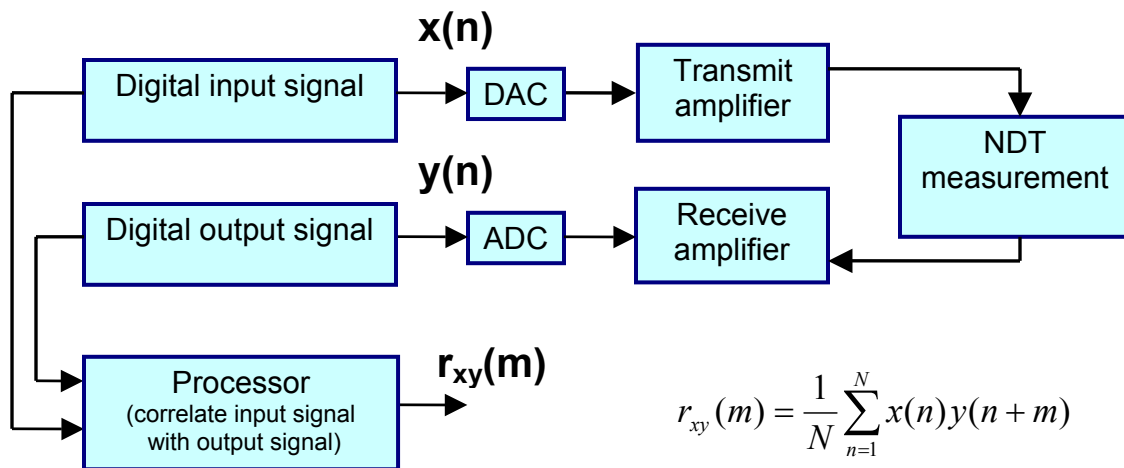 x(n)
Digital input signal
DAC
Transmit
amplifier
NDT
measurement
y(n)
Digital output signal
ADC
Receive
amplifier
Processor
(correlate input signal
with output signal)
r_xy(m)
r_xy(m) = 1/N ∑_{n=1}^{N} x(n) y(n + m)